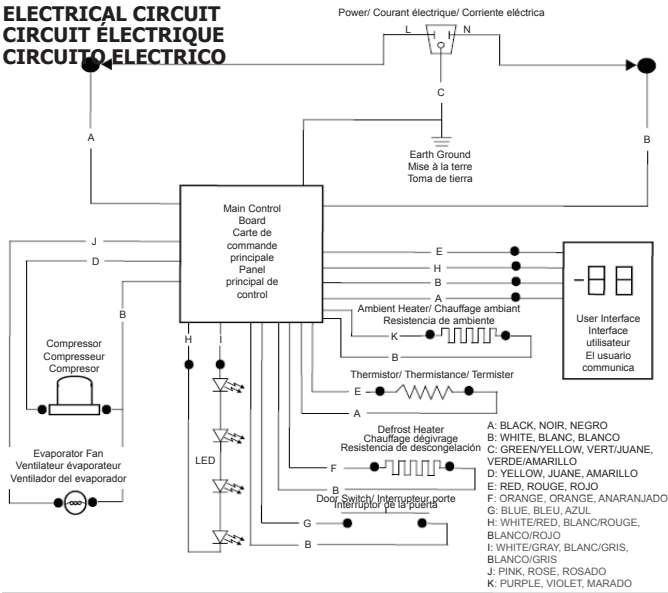 ELECTRICAL CIRCUIT
CIRCUIT ÉLECTRIQUE
CIRCUITO ELECTRICO
Power/ Courant électrique/ Corriente eléctrica
L
N
C
A
B
Earth Ground
Mise à la terre
Toma de tierra
Main Control
Board
Carte de
commande
principale
Panel
principal de
control
J
D
B
E
H
B
A
User Interface
Interface
utilisateur
El usuario
communica
Ambient Heater/ Chauffage ambiant
Resistencia de ambiente
K
B
H
I
Compressor
Compresseur
Compresor
Thermistor/ Thermistance/ Termister
E
A
Evaporator Fan
Ventilateur évaporateur
Ventilador del evaporador
LED
Defrost Heater
Chauffage dégivrage
Resistencia de descongelación
F
B
Door Switch/ Interrupteur porte
Interruptor de la puerta
G
B
A: BLACK, NOIR, NEGRO
B: WHITE, BLANC, BLANCO
C: GREEN/YELLOW, VERT/JUANE,
VERDE/AMARILLO
D: YELLOW, JUANE, AMARILLO
E: RED, ROUGE, ROJO
F: ORANGE, ORANGE, ANARANJADO
G: BLUE, BLEU, AZUL
H: WHITE/RED, BLANC/ROUGE,
BLANCO/ROJO
I: WHITE/GRAY, BLANC/GRIS,
BLANCO/GRIS
J: PINK, ROSE, ROSADO
K: PURPLE, VIOLET, MARADO